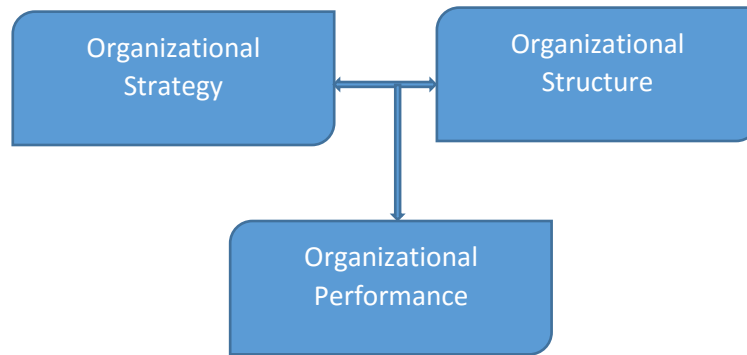 Organizational
Strategy
Organizational
Structure
Organizational
Performance